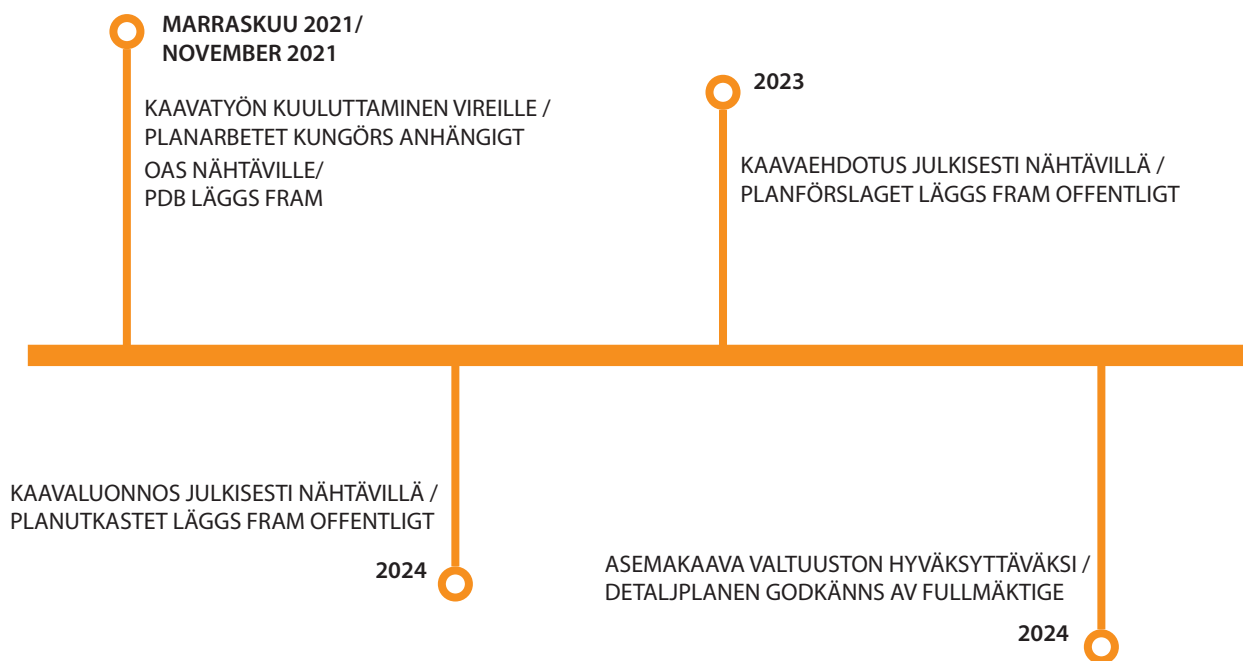 MARRASKUU 2021/
NOVEMBER 2021
KAAVATYÖN KUULUTTAMINEN VIREILLE /
PLANARBETET KUNGÖRS ANHÄNGIGT
OAS NÄHTÄVILLE/
PDB LÄGGS FRAM
2023
KAAVAEHDOTUS JULKISESTI NÄHTÄVILLÄ /
PLANFÖRSLAGET LÄGGS FRAM OFFENTLIGT
KAAVALUONNOS JULKISESTI NÄHTÄVILLÄ /
PLANUTKASTET LÄGGS FRAM OFFENTLIGT
2024
ASEMAKAAVA VALTUUSTON HYVÄKSYTTÄVÄKSI /
DETALJPLANEN GODKÄNNS AV FULLMÄKTIGE
2024